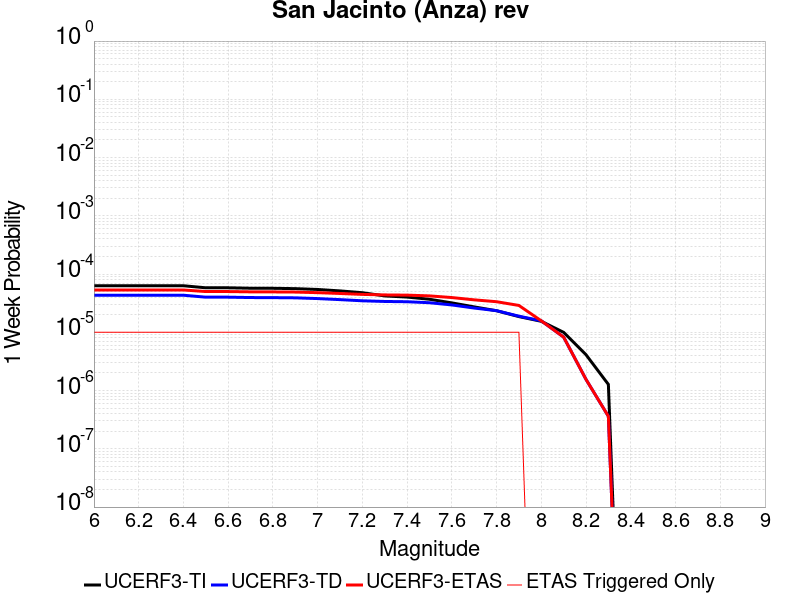 San Jacinto (Anza) rev
10^0
10^-1
10^-2
10^-3
10^-4
10^-5
10^-6
10^-7
10^-8
1 Week Probability
6 6.2 6.4 6.6 6.8 7 7.2 7.4 7.6 7.8 8 8.2 8.4 8.6 8.8 9
Magnitude
UCERF3-TI UCERF3-TD UCERF3-ETAS ETAS Triggered Only